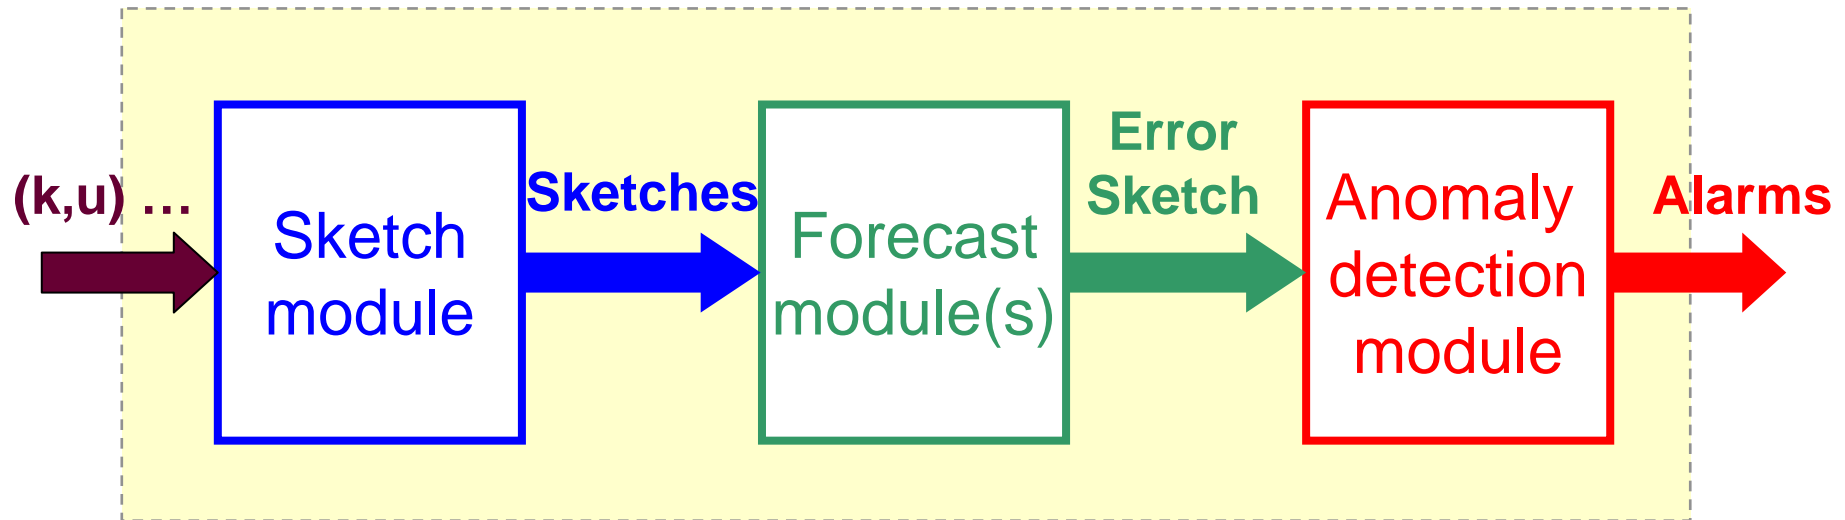 (k,u) …
Sketch
module
Sketches
Forecast
module(s)
Error
Sketch
Anomaly
detection
module
Alarms